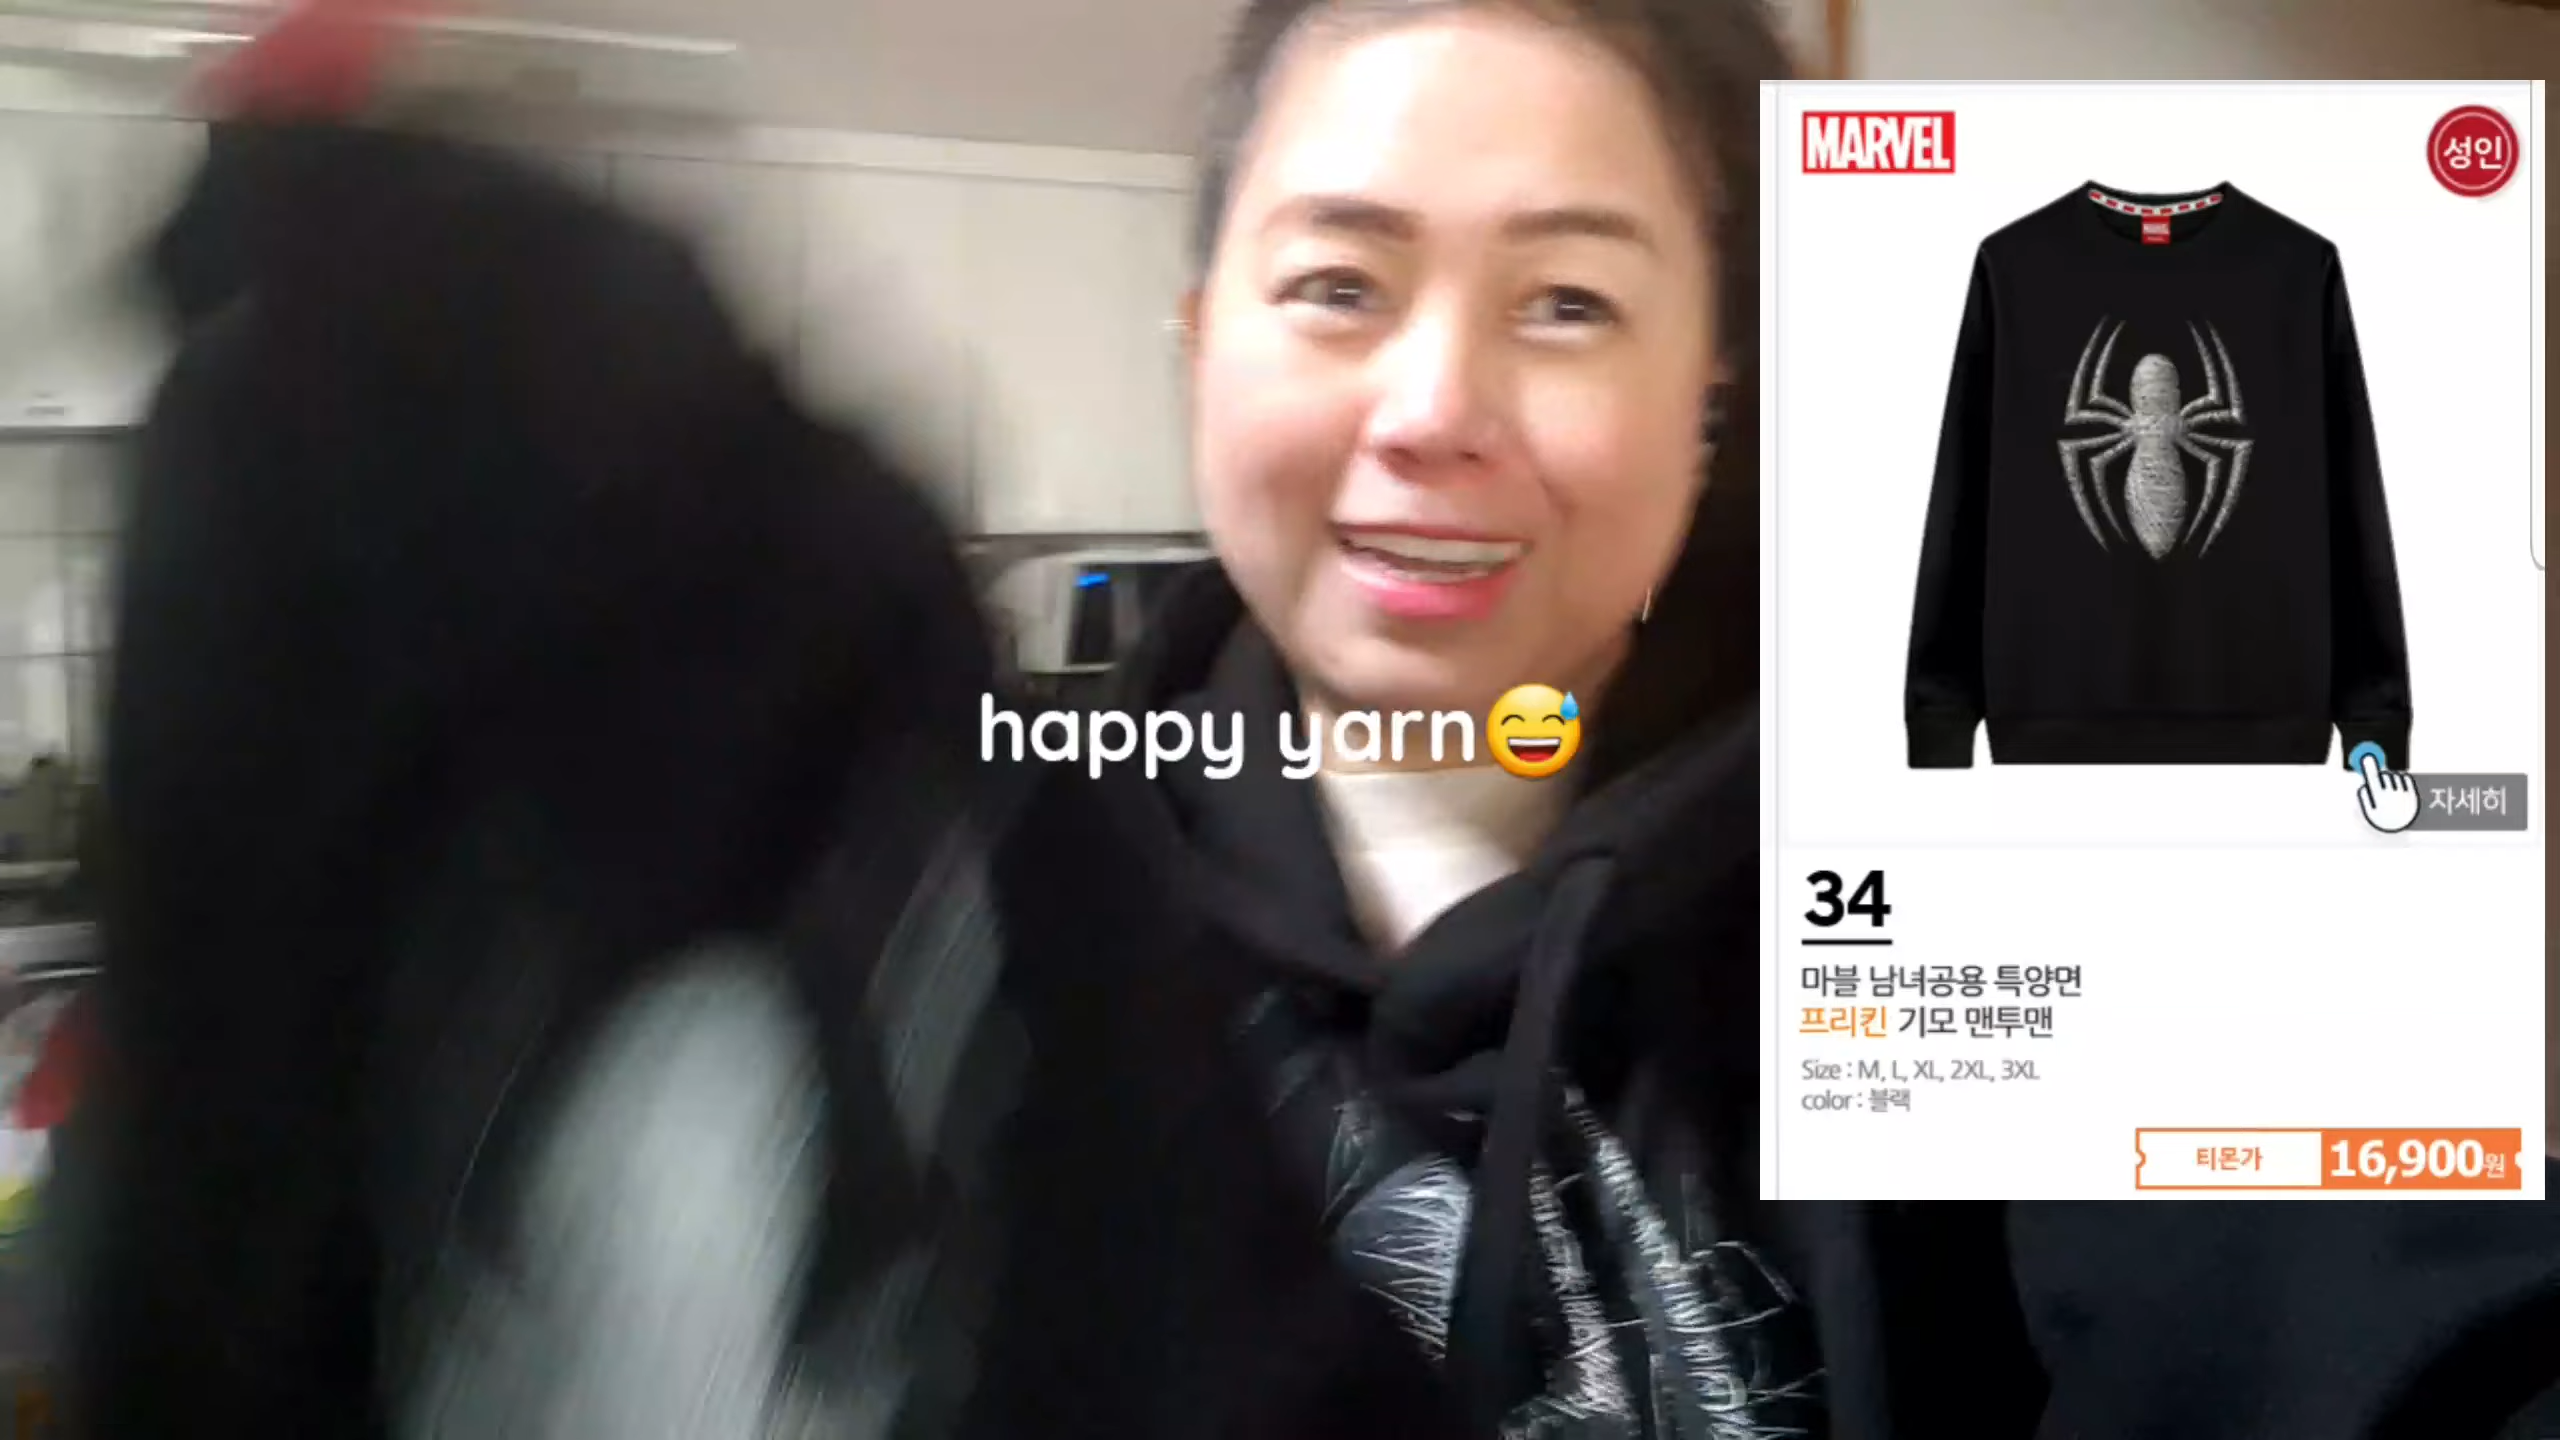 happy yarn😅
MARVEL
성인
MARVEL
자세히
34
마블 남녀공용 특양면
프리킨 기모 맨투맨
Size : M, L, XL, 2XL, 3XL
color : 블랙
티몬가 16,900원